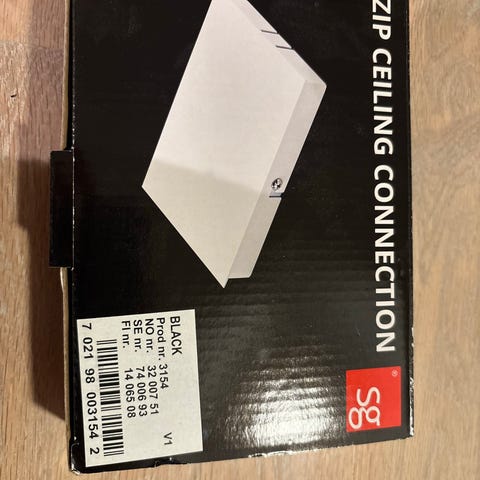 ZIP CEILING CONNECTION
sg®
BLACK
V1
Prod nr. 3154
NO nr. 32 007 51
SE nr. 74 006 93
FI nr. 14 065 08
7 021 98 003154 2